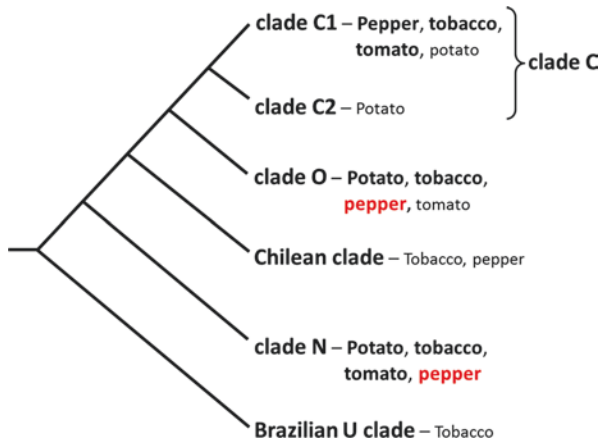 clade C1 – Pepper, tobacco,
tomato, potato
clade C
clade C2 – Potato
clade O – Potato, tobacco,
pepper, tomato
Chilean clade – Tobacco, pepper
clade N – Potato, tobacco,
tomato, pepper
Brazilian U clade – Tobacco